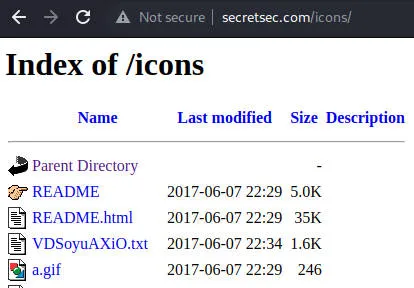 Not secure | secretsec.com/icons/
Index of /icons
Name Last modified Size Description
Parent Directory -
README 2017-06-07 22:29 5.0K
README.html 2017-06-07 22:29 35K
VDSoyuAXiO.txt 2017-06-07 22:34 1.6K
a.gif 2017-06-07 22:29 246